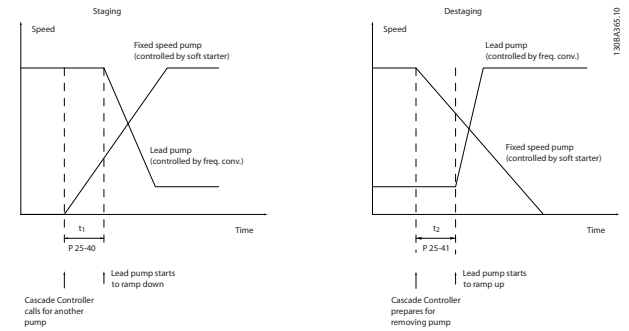 Staging
Speed
Fixed speed pump
(controlled by soft starter)
Lead pump
(controlled by freq. conv.)
Time
t1
P 25-40
Lead pump starts
to ramp down
Cascade Controller
calls for another
pump
Destaging
Speed
Lead pump
(controlled by freq. conv.)
Fixed speed pump
(controlled by soft starter)
Time
t2
P 25-41
Lead pump starts
to ramp up
Cascade Controller
prepares for
removing pump
130BA365.10